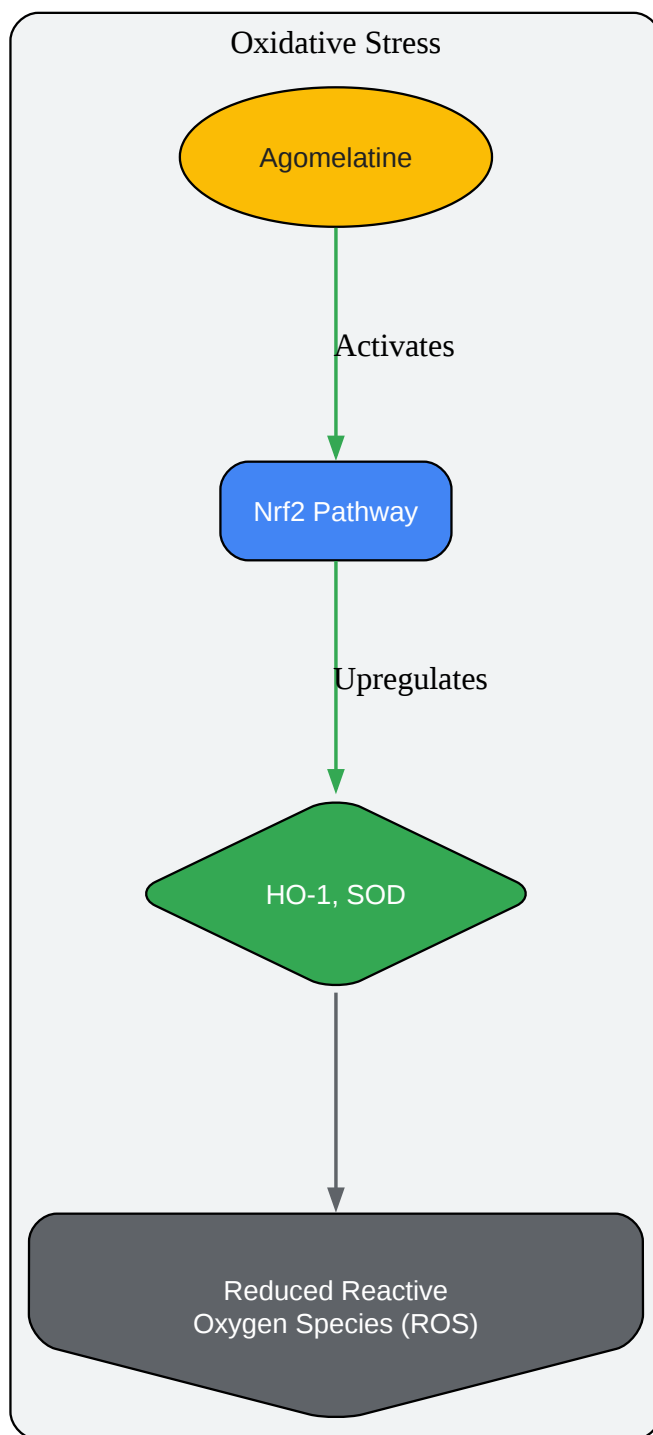 Oxidative Stress
Agomelatine
Activates
Nrf2 Pathway
Upregulates
HO-1, SOD
Reduced Reactive
Oxygen Species (ROS)